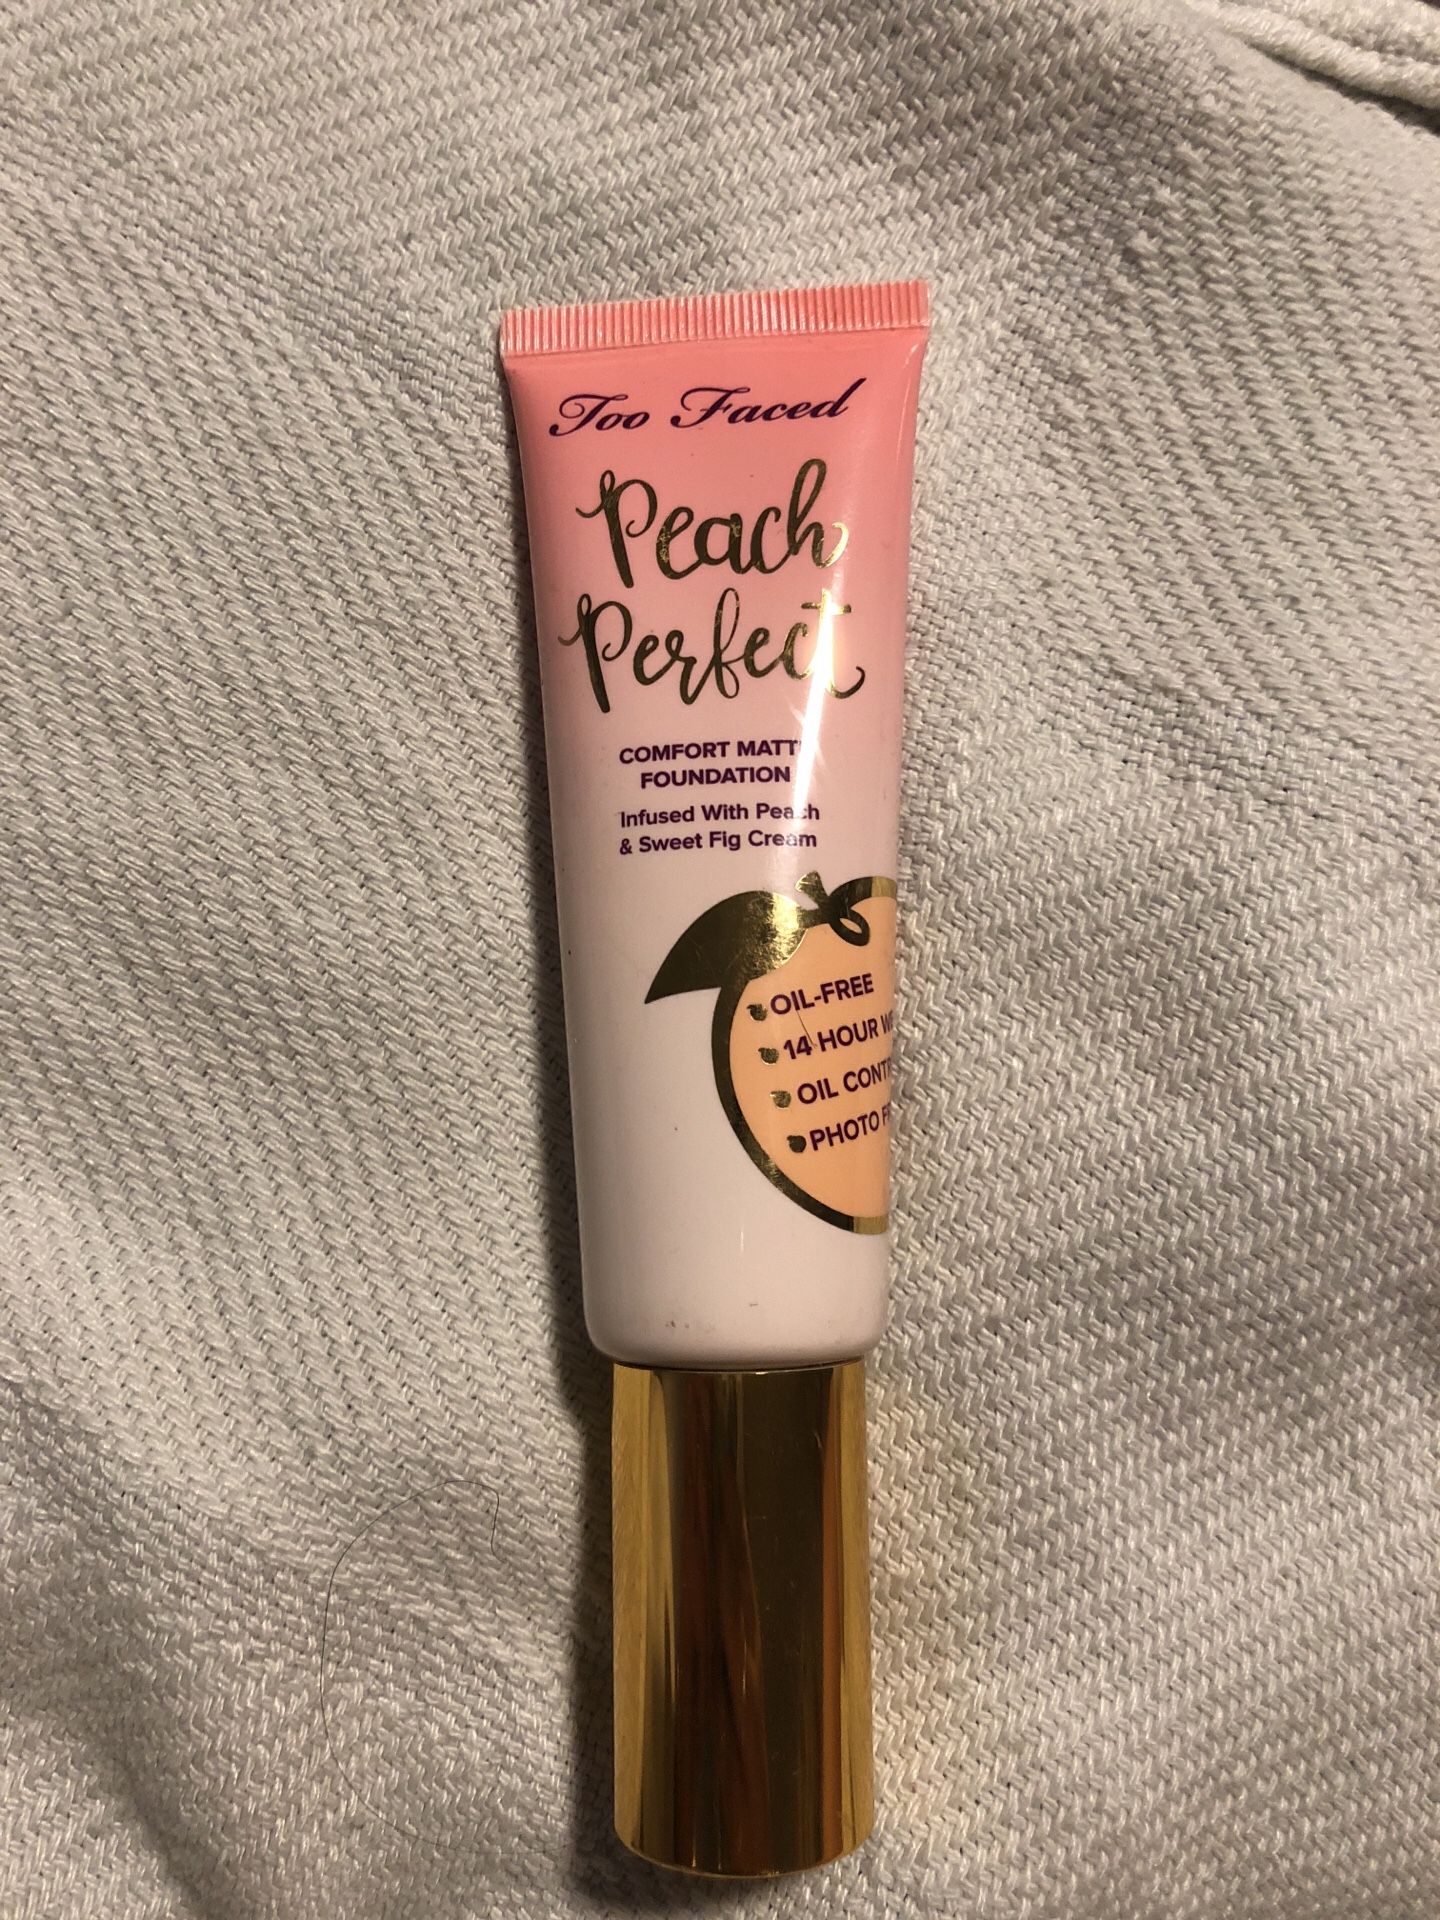 Too Faced
Peach
Perfect
COMFORT MATT
FOUNDATION
Infused With Peach
& Sweet Fig Cream
OIL-FREE
14 HOUR
OIL
PHOTO